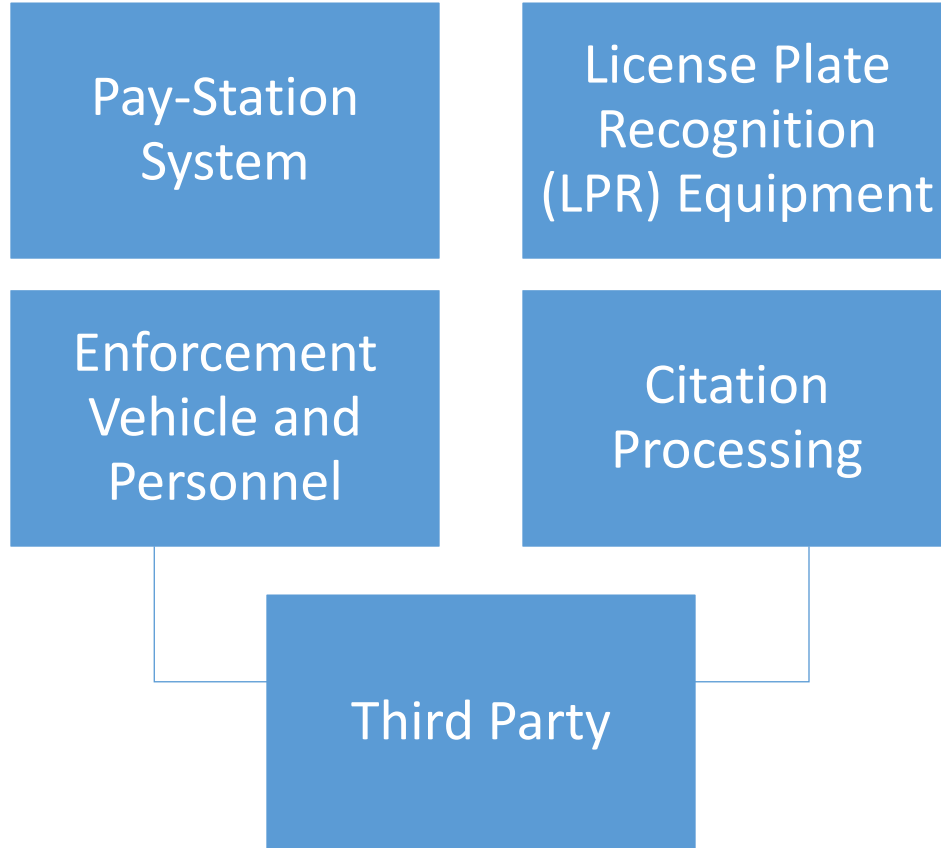 Pay-Station
System
License Plate
Recognition
(LPR) Equipment
Enforcement
Vehicle and
Personnel
Citation
Processing
Third Party